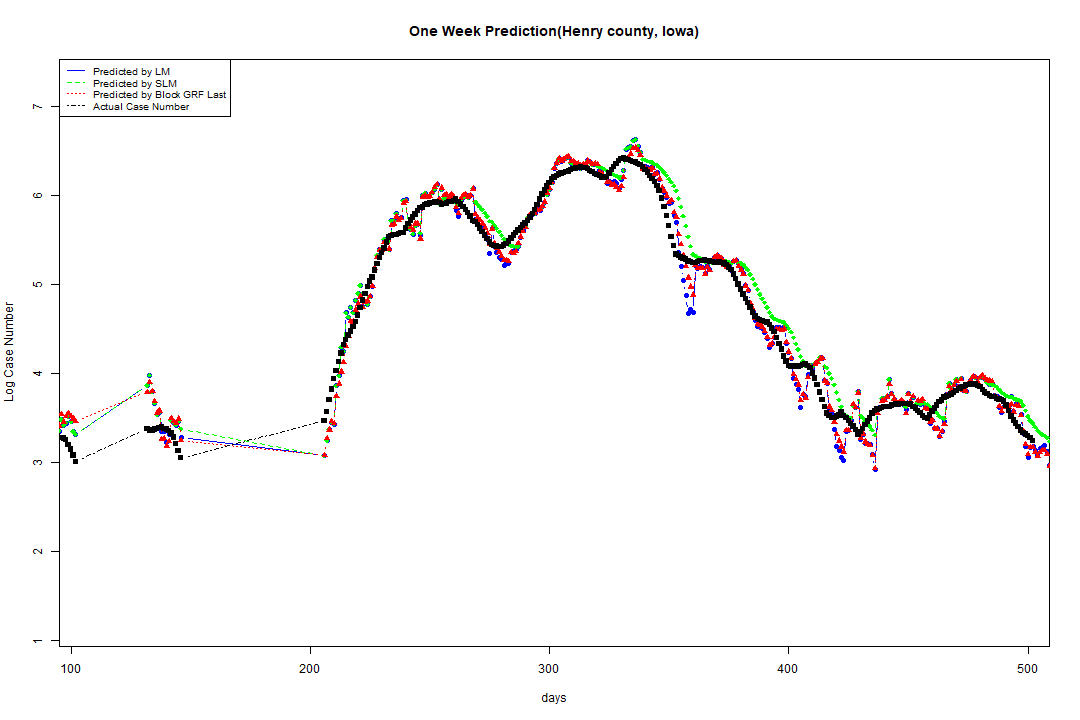 One Week Prediction(Henry county, Iowa)
Predicted by LM
Predicted by SLM
Predicted by Block GRF Last
Actual Case Number
7
6
5
4
3
2
1
Log Case Number
100 200 300 400 500
days